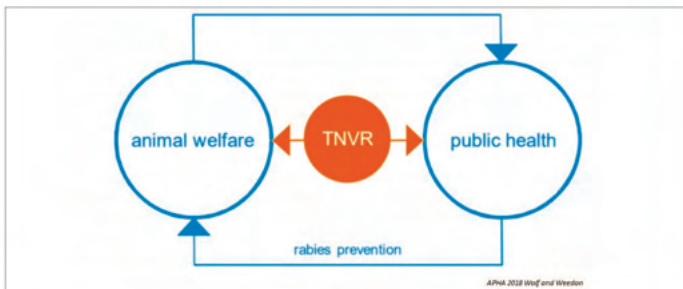 animal welfare
TNVR
public health
rabies prevention
APHA 2018 Wolf and Weedon